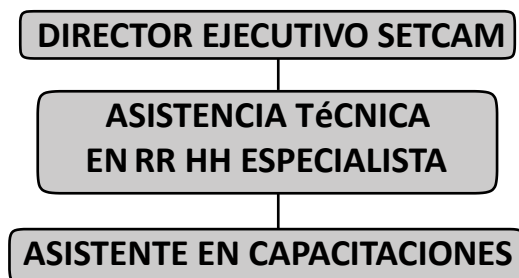 DIRECTOR EJECUTIVO SETCAM
ASISTENCIA TéCNICA
EN RR HH ESPECIALISTA
ASISTENTE EN CAPACITACIONES